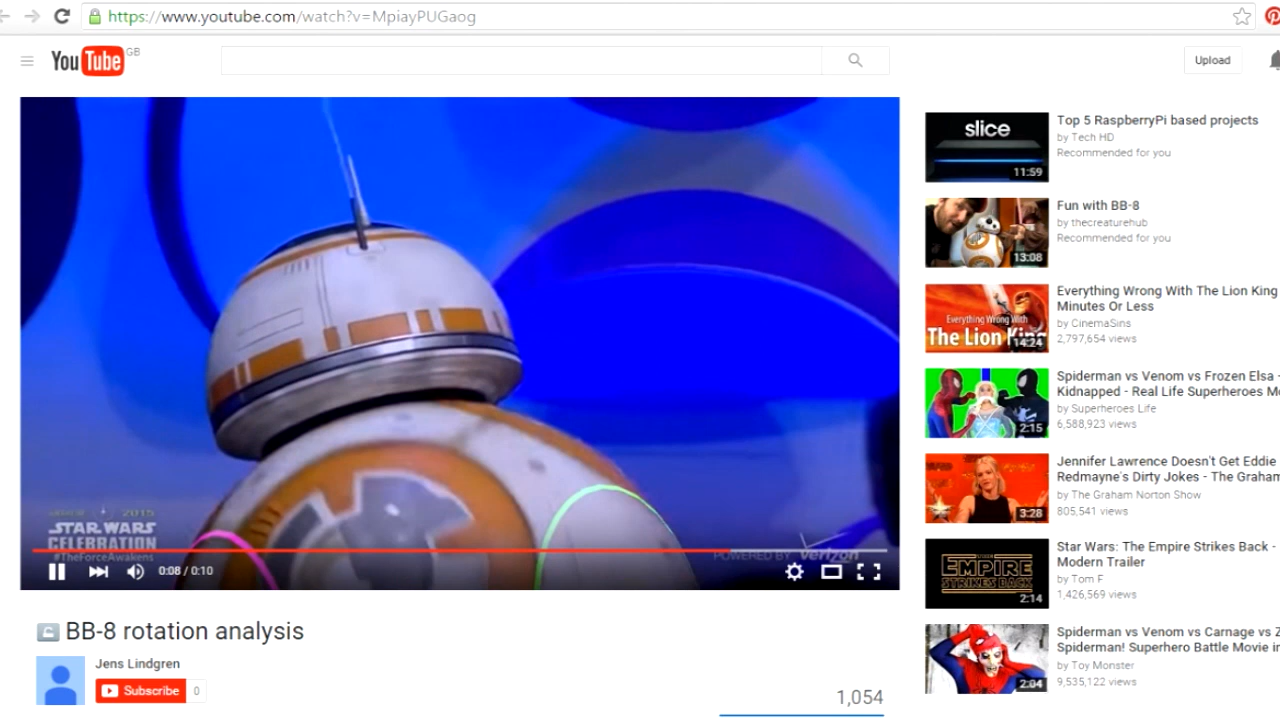 https://www.youtube.com/watch?v=MpiayPUGaog
You Tube GB
Upload
STAR WARS
CELEBRATION
#TheForceAwakens
POWERED BY verizon
0:08 / 0:10
BB-8 rotation analysis
Jens Lindgren
Subscribe 0
1,054
slice
11:59
Top 5 RaspberryPi based projects
by Tech HD
Recommended for you
13:08
Fun with BB-8
by thecreaturehub
Recommended for you
Everything Wrong With
The Lion King
14:24
Everything Wrong With The Lion King
Minutes Or Less
by CinemaSins
2,797,654 views
2:15
Spiderman vs Venom vs Frozen Elsa -
Kidnapped - Real Life Superheroes Mo
by Superheroes Life
6,588,923 views
3:28
Jennifer Lawrence Doesn't Get Eddie
Redmayne's Dirty Jokes - The Graham
by The Graham Norton Show
805,541 views
EMPIRE
STRIKES BACK
2:14
Star Wars: The Empire Strikes Back -
Modern Trailer
by Tom F
1,426,569 views
2:04
Spiderman vs Venom vs Carnage vs Z
Spiderman! Superhero Battle Movie in
by Toy Monster
9,535,122 views